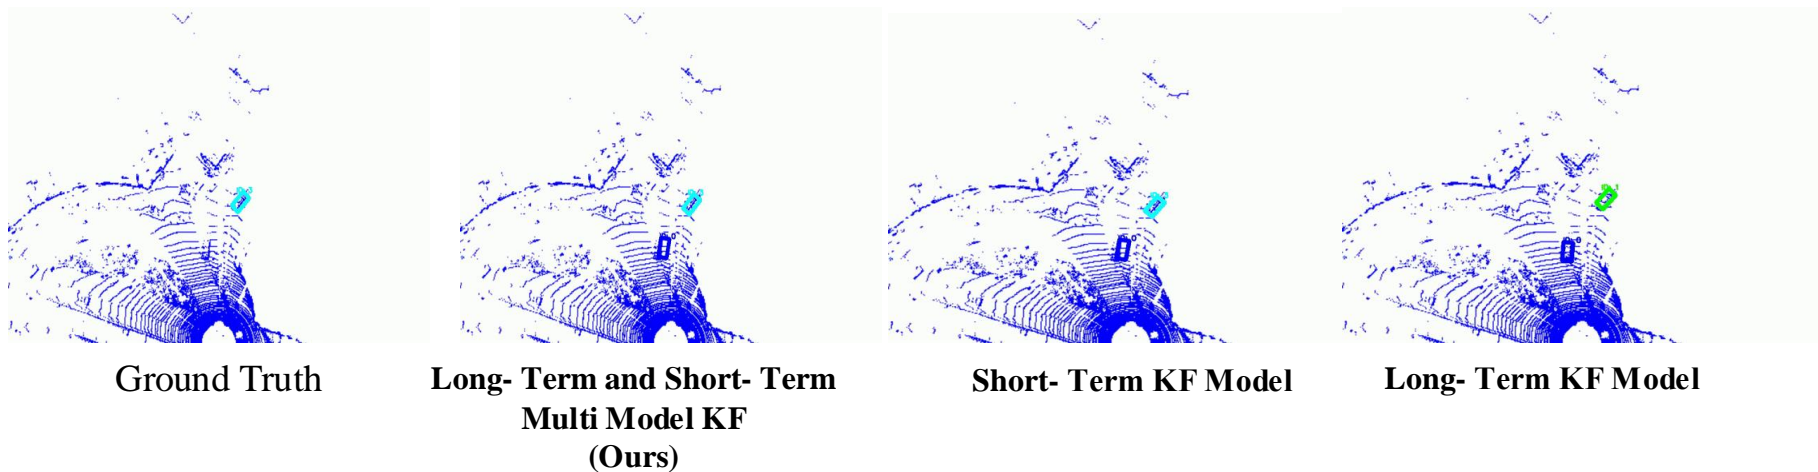 Ground Truth
Long- Term and Short- Term
Multi Model KF
(Ours)
Short- Term KF Model
Long- Term KF Model